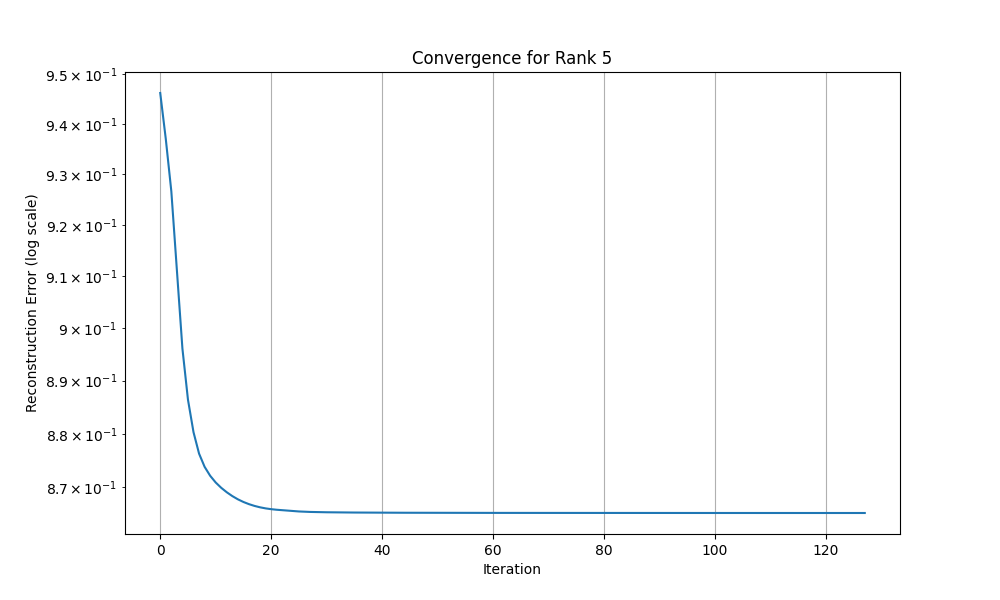 Convergence for Rank 5
Reconstruction Error (log scale)
9.5 × 10⁻¹
9.4 × 10⁻¹
9.3 × 10⁻¹
9.2 × 10⁻¹
9.1 × 10⁻¹
9 × 10⁻¹
8.9 × 10⁻¹
8.8 × 10⁻¹
8.7 × 10⁻¹
0 20 40 60 80 100 120
Iteration